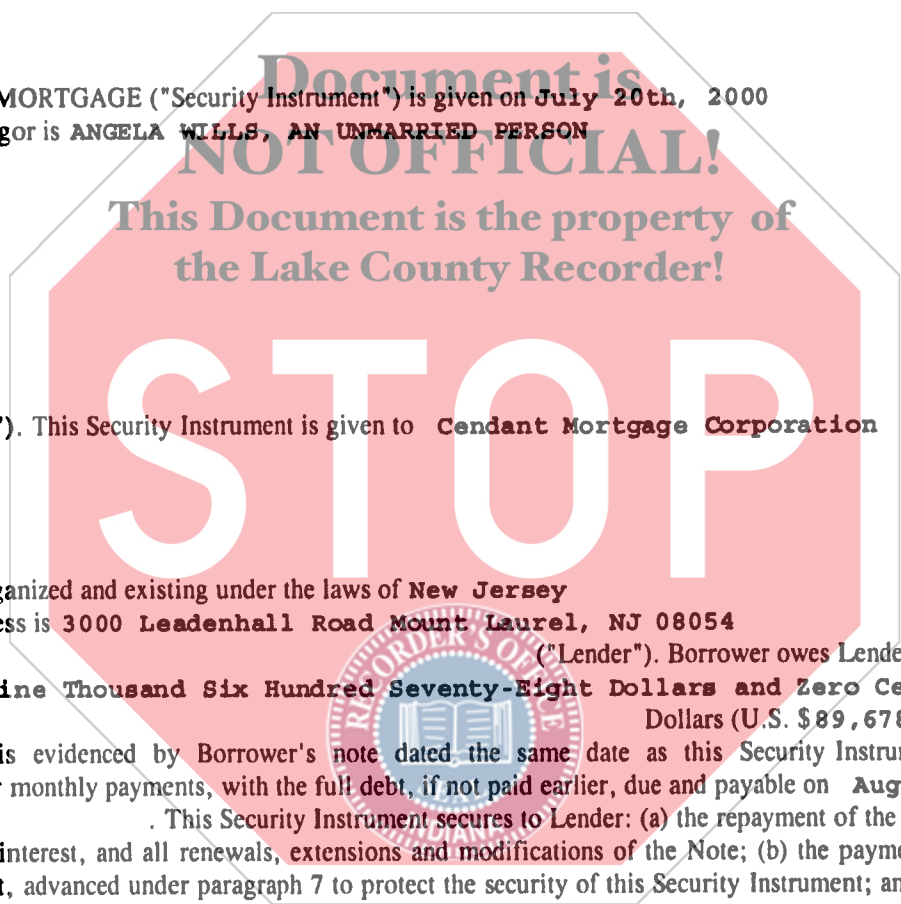 Document is
MORTGAGE ("Security Instrument") is given on July 20th, 2000
gor is ANGELA WILLS, AN UNMARRIED PERSON
NOT OFFICIAL!
This Document is the property of
the Lake County Recorder!
STOP
"). This Security Instrument is given to Cendant Mortgage Corporation
ganized and existing under the laws of New Jersey
ess is 3000 Leadenhall Road Mount Laurel, NJ 08054
("Lender"). Borrower owes Lende
ine Thousand Six Hundred Seventy-Eight Dollars and Zero Ce
Dollars (U.S. $89,678
is evidenced by Borrower's note dated the same date as this Security Instrum
monthly payments, with the full debt, if not paid earlier, due and payable on Aug
. This Security Instrument secures to Lender: (a) the repayment of the
interest, and all renewals, extensions and modifications of the Note; (b) the payme
t, advanced under paragraph 7 to protect the security of this Security Instrument; an
RECORDER'S OFFICE
INDIANA